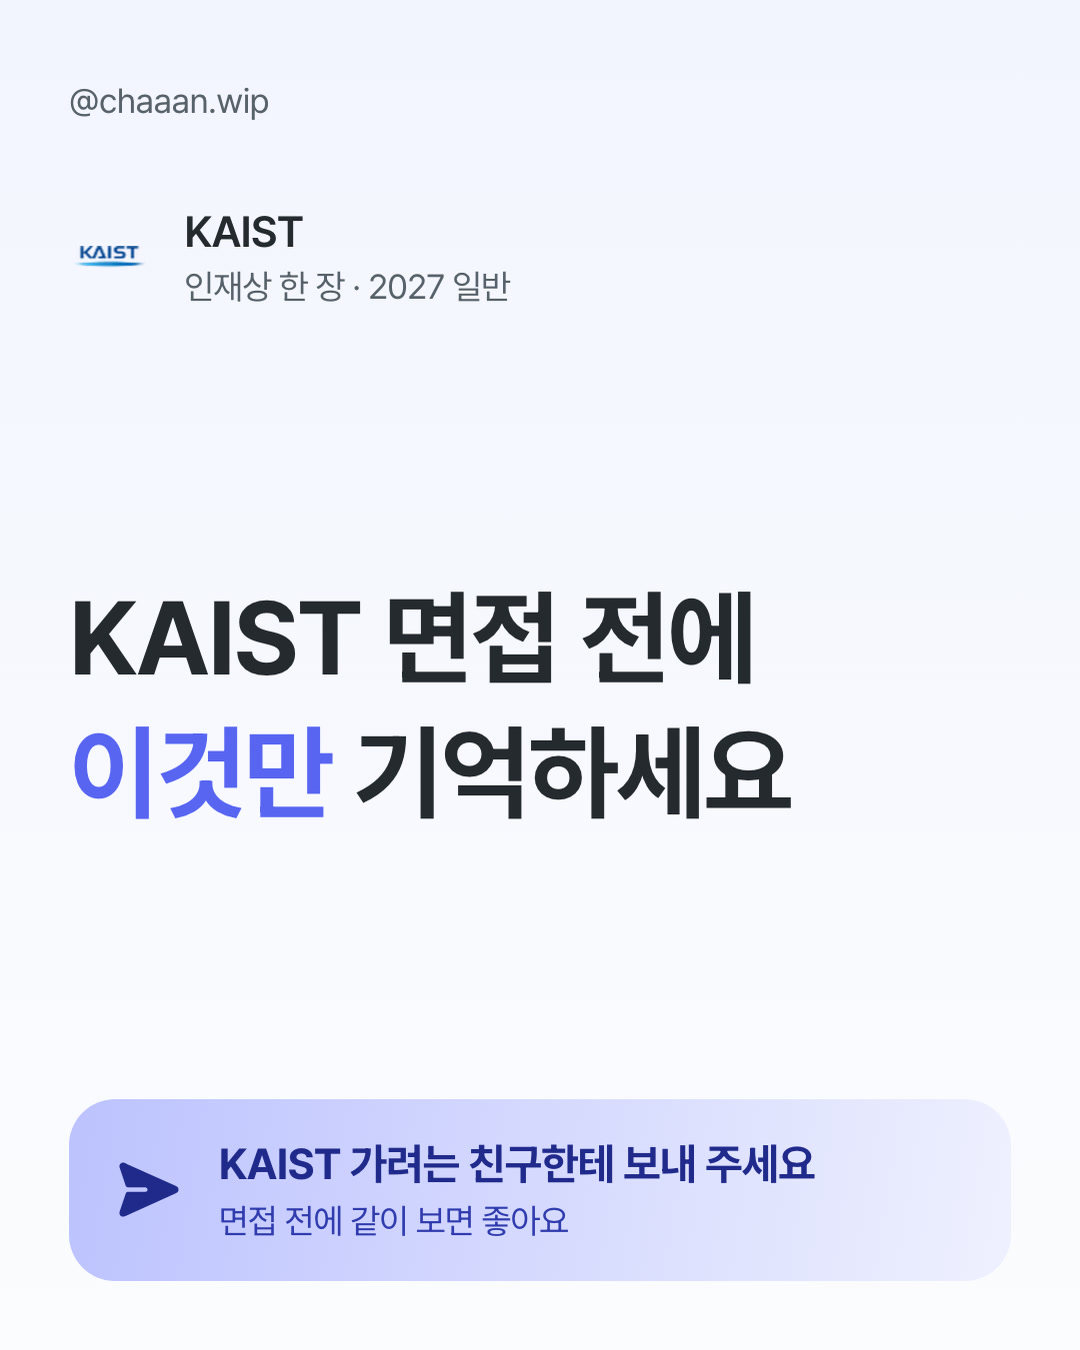 @chaaan.wip
KAIST
KAIST
인재상 한 장 · 2027 일반
KAIST 면접 전에
이것만 기억하세요
KAIST 가려는 친구한테 보내 주세요
면접 전에 같이 보면 좋아요